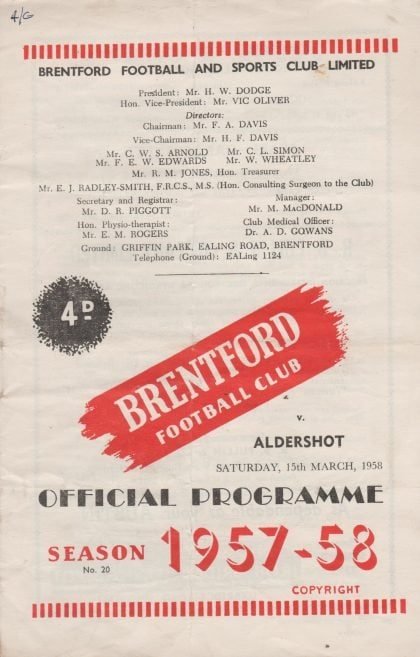 4/G
BRENTFORD FOOTBALL AND SPORTS CLUB LIMITED
President: Mr. H. W. DODGE
Hon. Vice-President: Mr. VIC OLIVER
Directors:
Chairman: Mr. F. A. DAVIS
Vice-Chairman: Mr. H. F. DAVIS
Mr. C. W. S. ARNOLD Mr. C. L. SIMON
Mr. F. E. W. EDWARDS Mr. W. WHEATLEY
Mr. R. M. JONES, Hon. Treasurer
Mr. E. J. RADLEY-SMITH, F.R.C.S., M.S. (Hon. Consulting Surgeon to the Club)
Secretary and Registrar: Manager:
Mr. D. R. PIGGOTT Mr. M. MacDONALD
Hon. Physio-therapist: Club Medical Officer:
Mr. E. M. ROGERS Dr. A. D. GOWANS
Ground: GRIFFIN PARK, EALING ROAD, BRENTFORD
Telephone (Ground): EALing 1124
4D
BRENTFORD
FOOTBALL CLUB
v.
ALDERSHOT
SATURDAY, 15th MARCH, 1958
OFFICIAL PROGRAMME
SEASON 1957-58
No. 20
COPYRIGHT